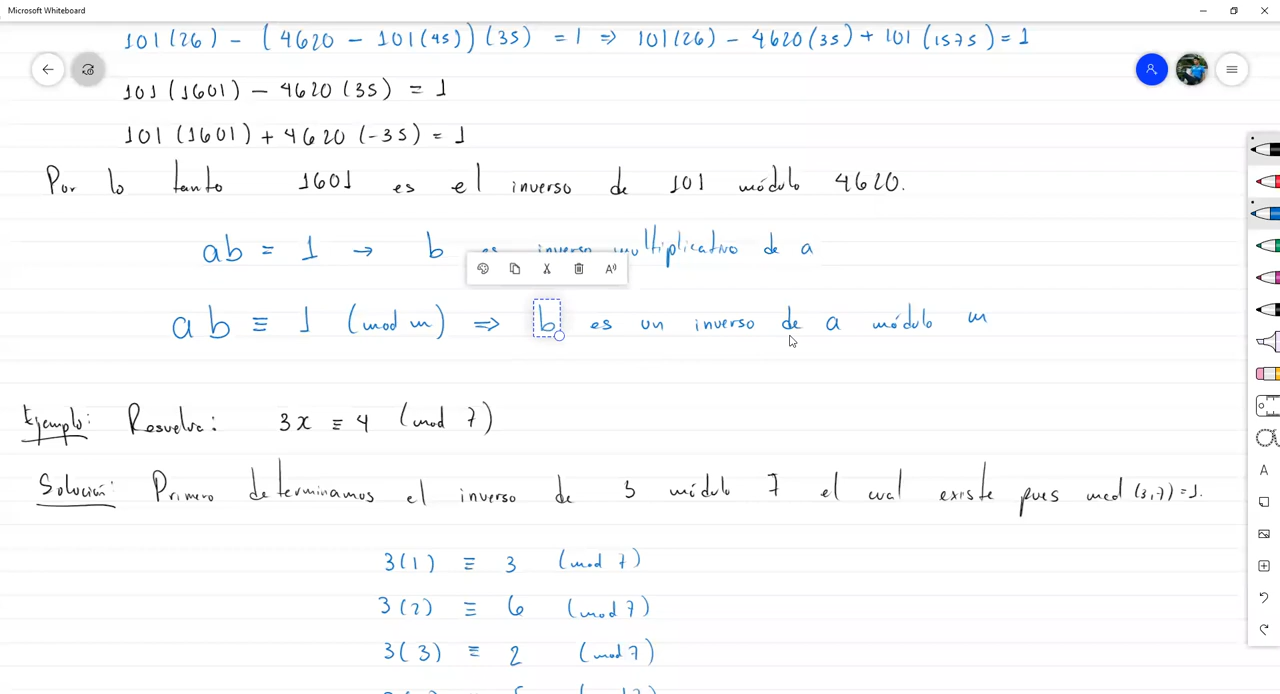 Microsoft Whiteboard
101(26) - (4620 - 101(45))(35) = 1 ⇒ 101(26) - 4620(35) + 101(1575) = 1
101(1601) - 4620(35) = 1
101(1601) + 4620(-35) = 1
Por lo tanto 1601 es el inverso de 101 módulo 4620.
ab = 1 → b es inverso multiplicativo de a
ab ≡ 1 (mod m) ⇒ b es un inverso de a módulo m
Ejemplo: Resuelva: 3x ≡ 4 (mod 7)
Solución: Primero determinamos el inverso de 3 módulo 7 el cual existe pues mcd (3,7)=1.
3(1) ≡ 3 (mod 7)
3(2) ≡ 6 (mod 7)
3(3) ≡ 2 (mod 7)